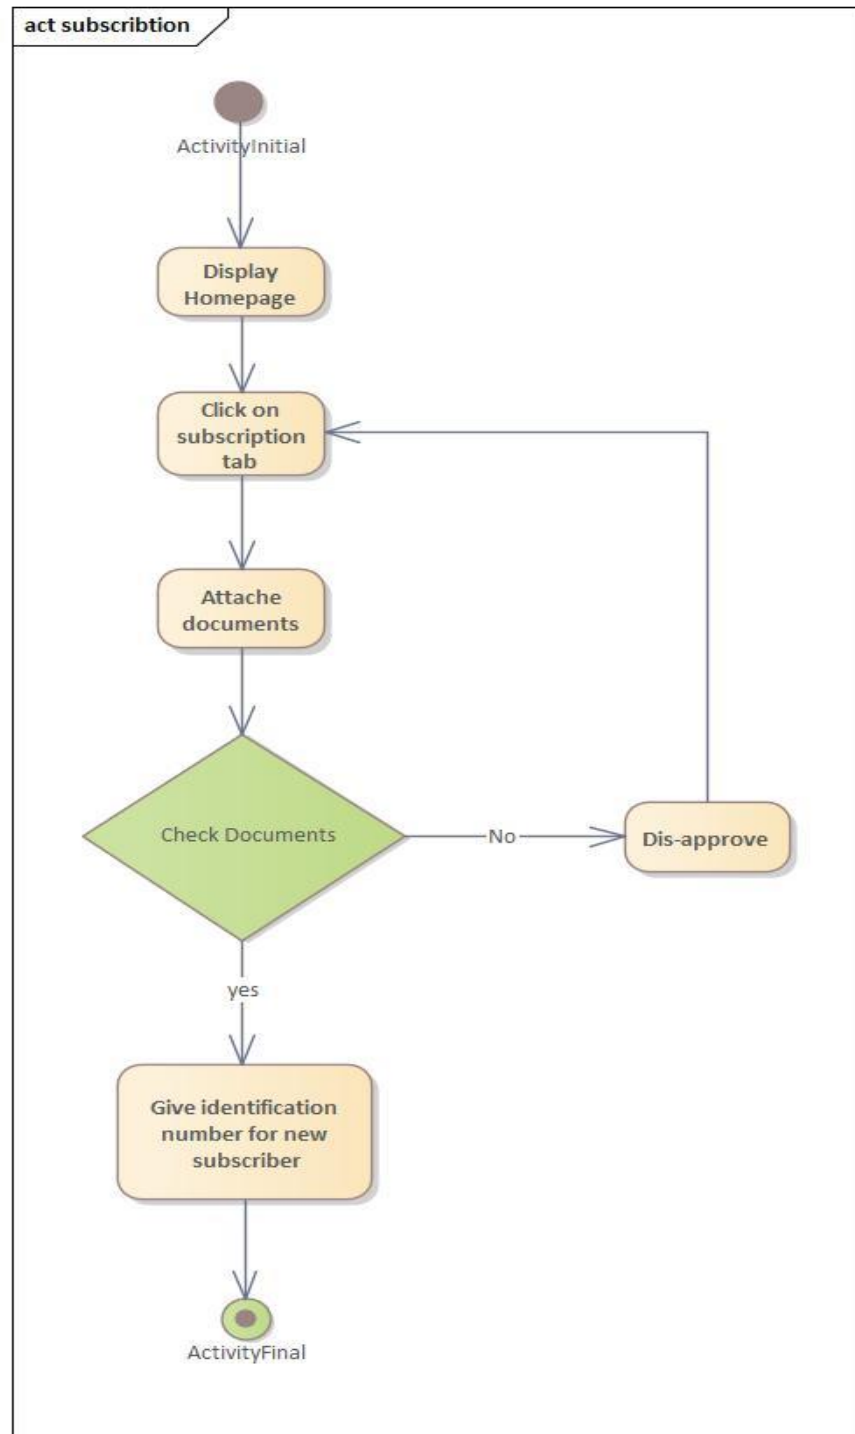 act subscribtion
ActivityInitial
Display
Homepage
Click on
subscription
tab
Attache
documents
Check Documents
No
Dis-approve
yes
Give identification
number for new
subscriber
ActivityFinal